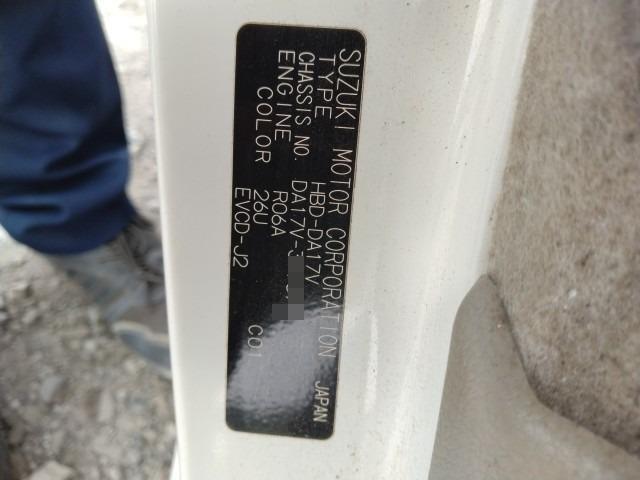 SUZUKI MOTOR CORPORATION JAPAN
TYPE HBD-DA17V
CHASSIS NO. DA17V-
ENGINE R06A
COLOR 26U C01
EVCD-J2